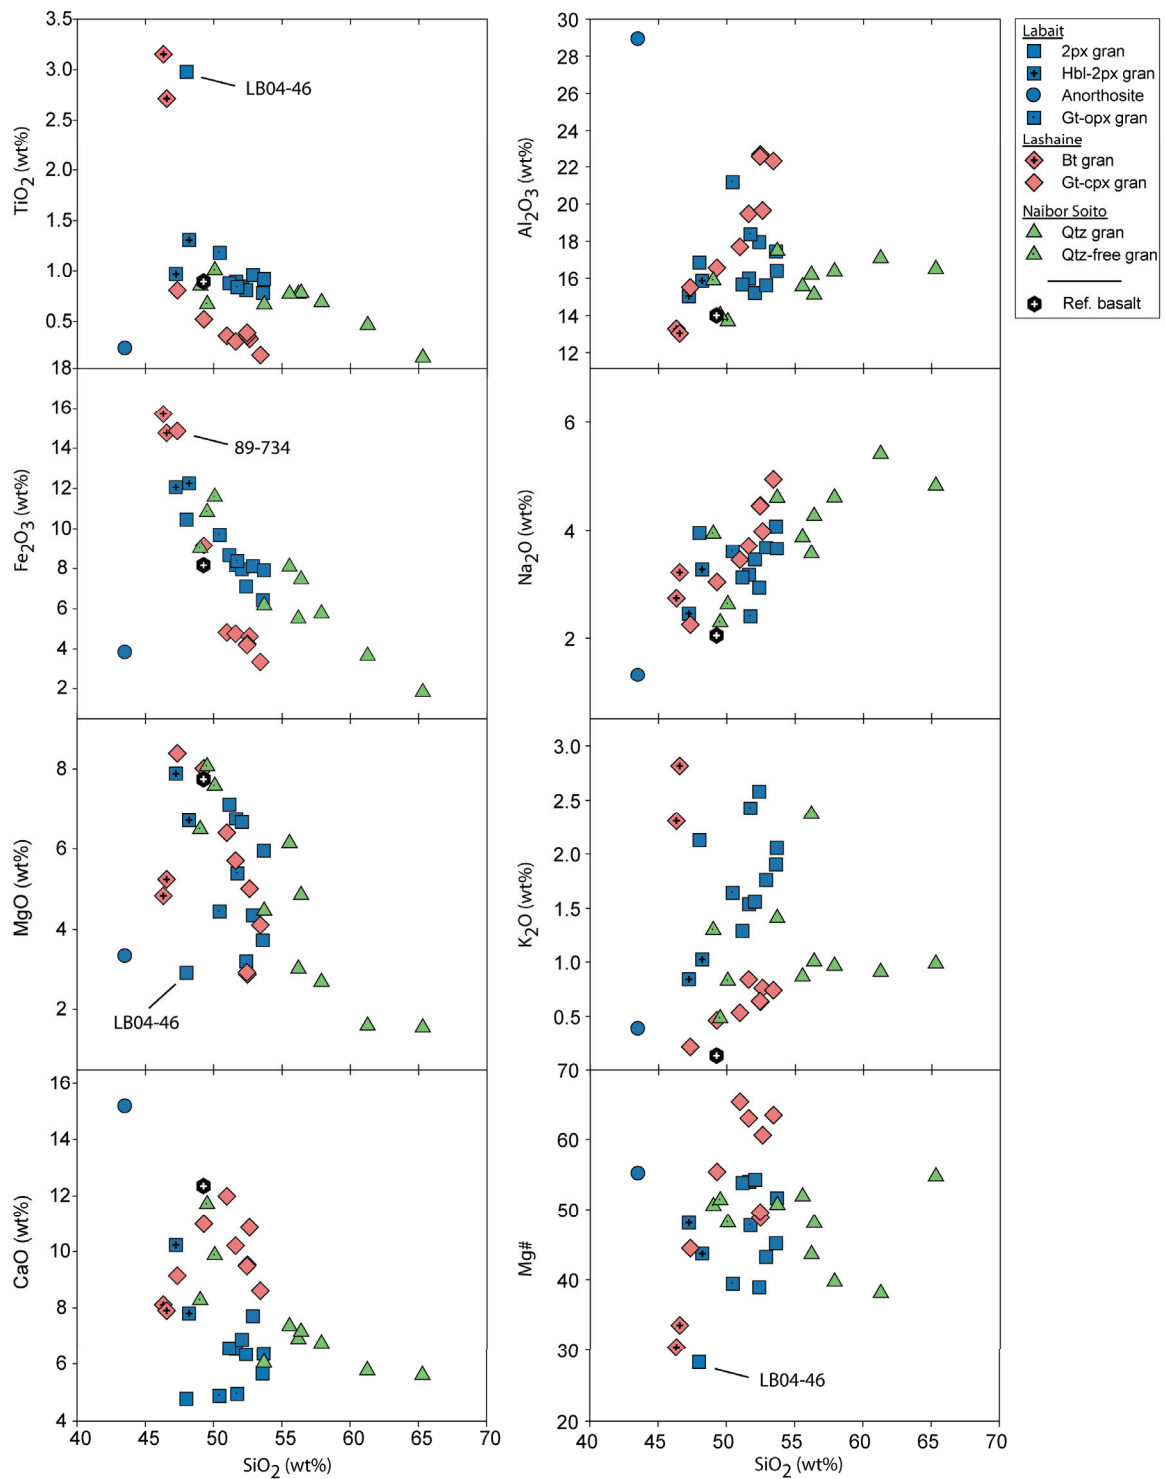 3.5
3.0
2.5
2.0
1.5
1.0
0.5
TiO2 (wt%)
LB04-46
30
28
26
24
22
20
18
16
14
12
Al2O3 (wt%)
Labait
2px gran
Hbl-2px gran
Anorthosite
Gt-opx gran
Lashaine
Bt gran
Gt-cpx gran
Naibor Soito
Qtz gran
Qtz-free gran
Ref. basalt
18
16
14
12
10
8
6
4
2
Fe2O3 (wt%)
89-734
6
4
2
Na2O (wt%)
8
6
4
2
MgO (wt%)
LB04-46
3.0
2.5
2.0
1.5
1.0
0.5
K2O (wt%)
16
14
12
10
8
6
4
CaO (wt%)
40 45 50 55 60 65 70
SiO2 (wt%)
70
60
50
40
30
20
Mg#
LB04-46
40 45 50 55 60 65 70
SiO2 (wt%)